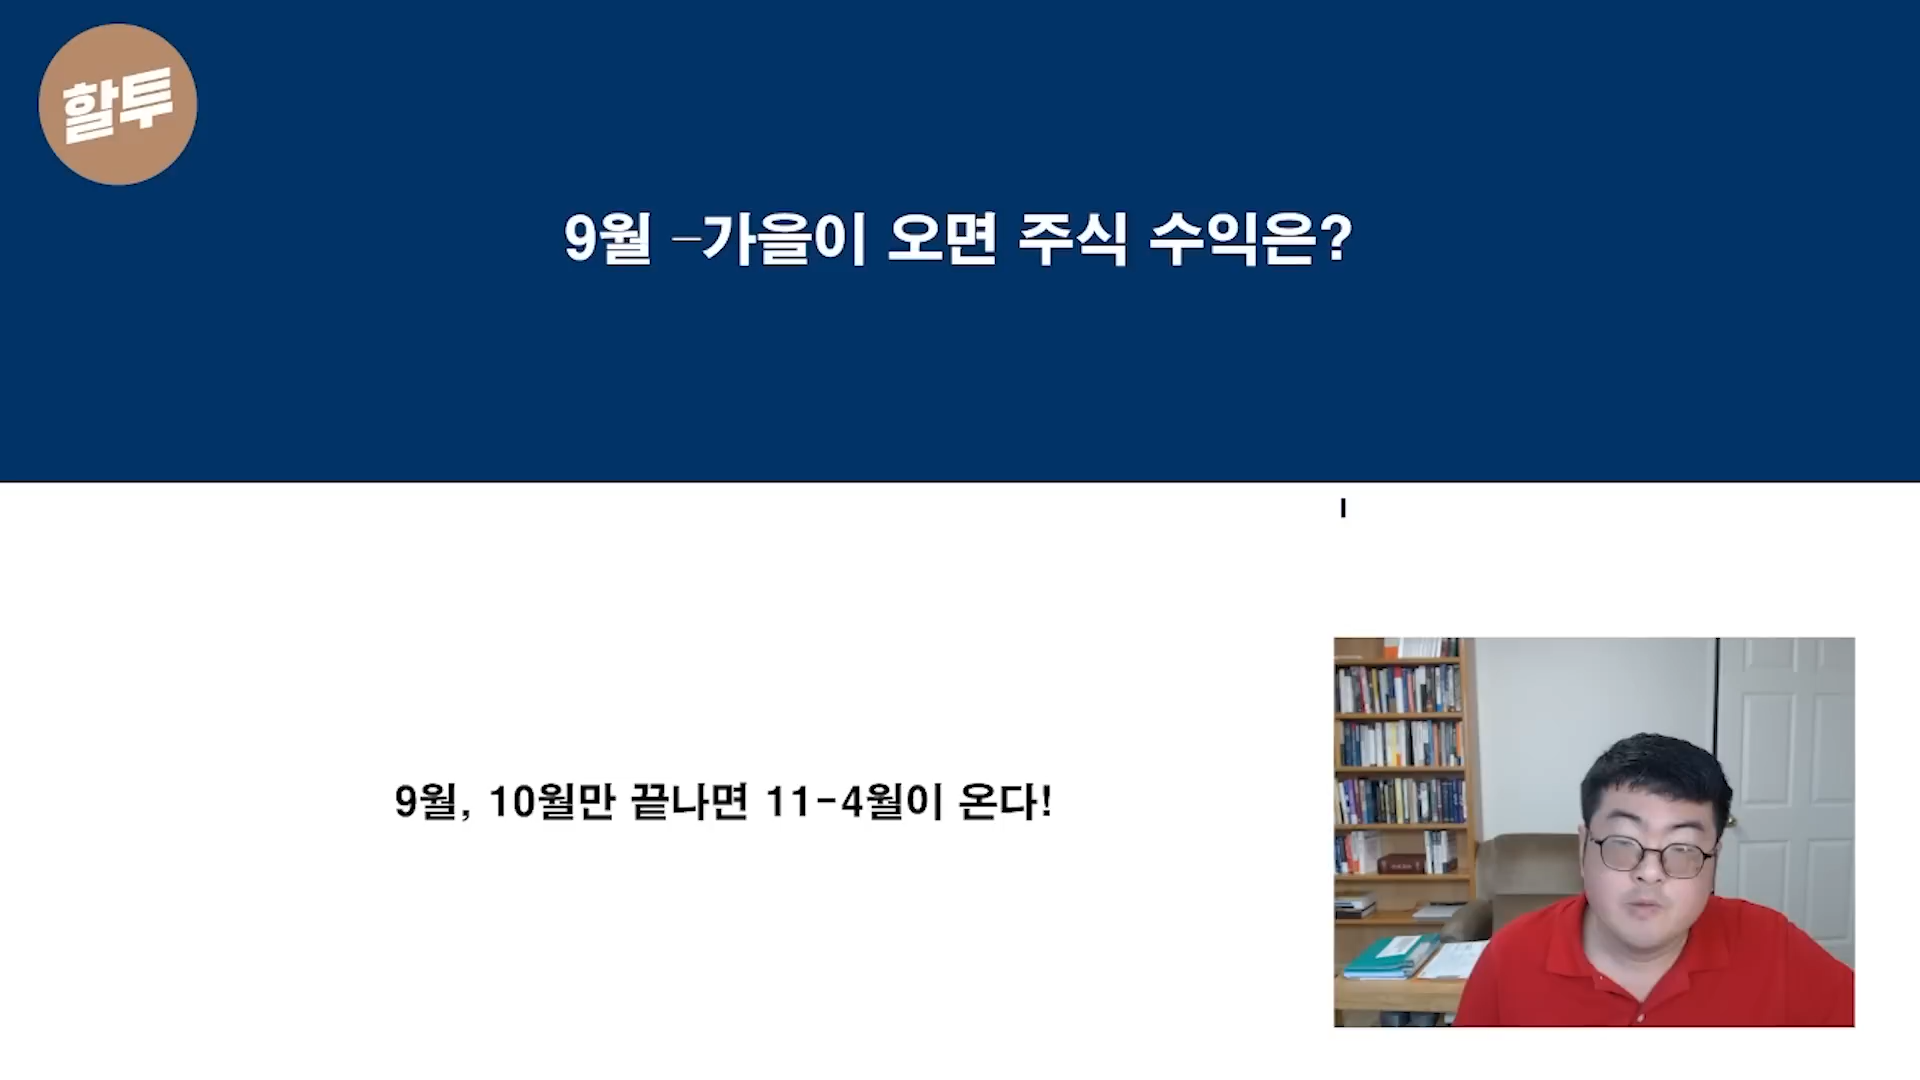 할투
9월 –가을이 오면 주식 수익은?
9월, 10월만 끝나면 11-4월이 온다!